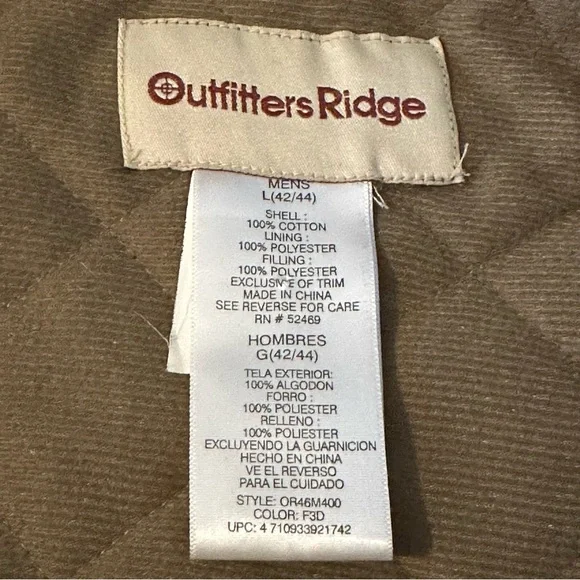 Outfitters Ridge
MENS
L(42/44)
SHELL :
100% COTTON
LINING :
100% POLYESTER
FILLING :
100% POLYESTER
EXCLUSIVE OF TRIM
MADE IN CHINA
SEE REVERSE FOR CARE
RN # 52469
HOMBRES
G(42/44)
TELA EXTERIOR:
100% ALGODON
FORRO :
100% POLIESTER
RELLENO :
100% POLIESTER
EXCLUYENDO LA GUARNICION
HECHO EN CHINA
VE EL REVERSO
PARA EL CUIDADO
STYLE: OR46M400
COLOR: F3D
UPC: 4 710933921742